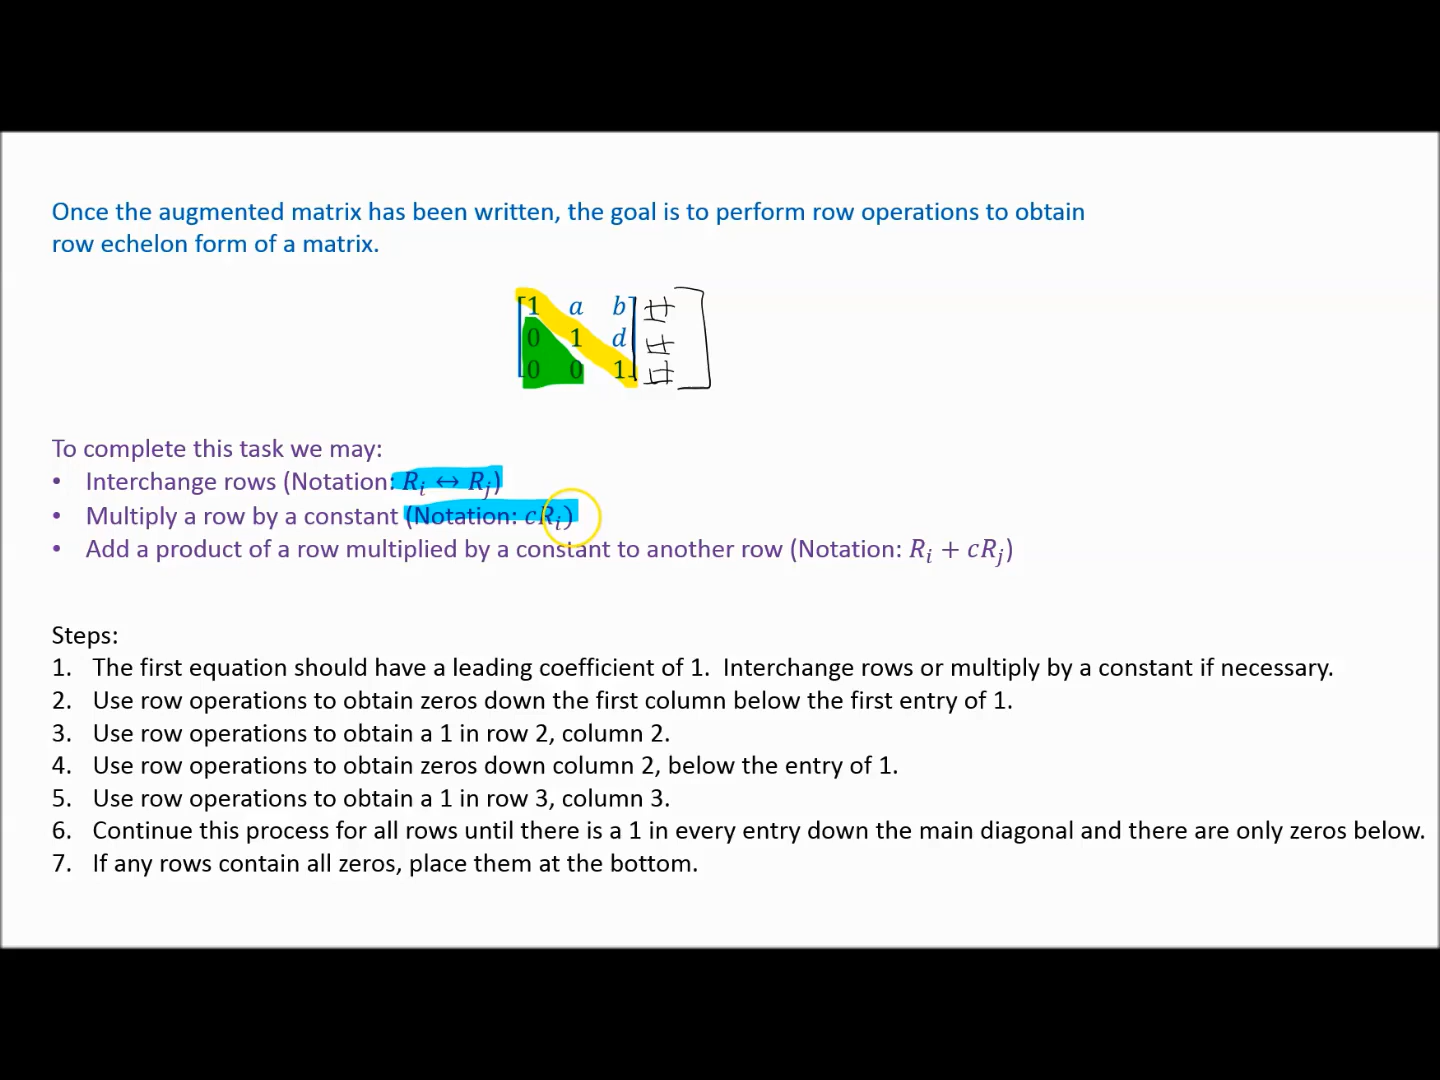 Once the augmented matrix has been written, the goal is to perform row operations to obtain
row echelon form of a matrix.
1 a b #
0 1 d #
0 0 1 #
To complete this task we may:
• Interchange rows (Notation: Rᵢ ↔ Rⱼ)
• Multiply a row by a constant (Notation: cRᵢ)
• Add a product of a row multiplied by a constant to another row (Notation: Rᵢ + cRⱼ)
Steps:
1. The first equation should have a leading coefficient of 1. Interchange rows or multiply by a constant if necessary.
2. Use row operations to obtain zeros down the first column below the first entry of 1.
3. Use row operations to obtain a 1 in row 2, column 2.
4. Use row operations to obtain zeros down column 2, below the entry of 1.
5. Use row operations to obtain a 1 in row 3, column 3.
6. Continue this process for all rows until there is a 1 in every entry down the main diagonal and there are only zeros below.
7. If any rows contain all zeros, place them at the bottom.